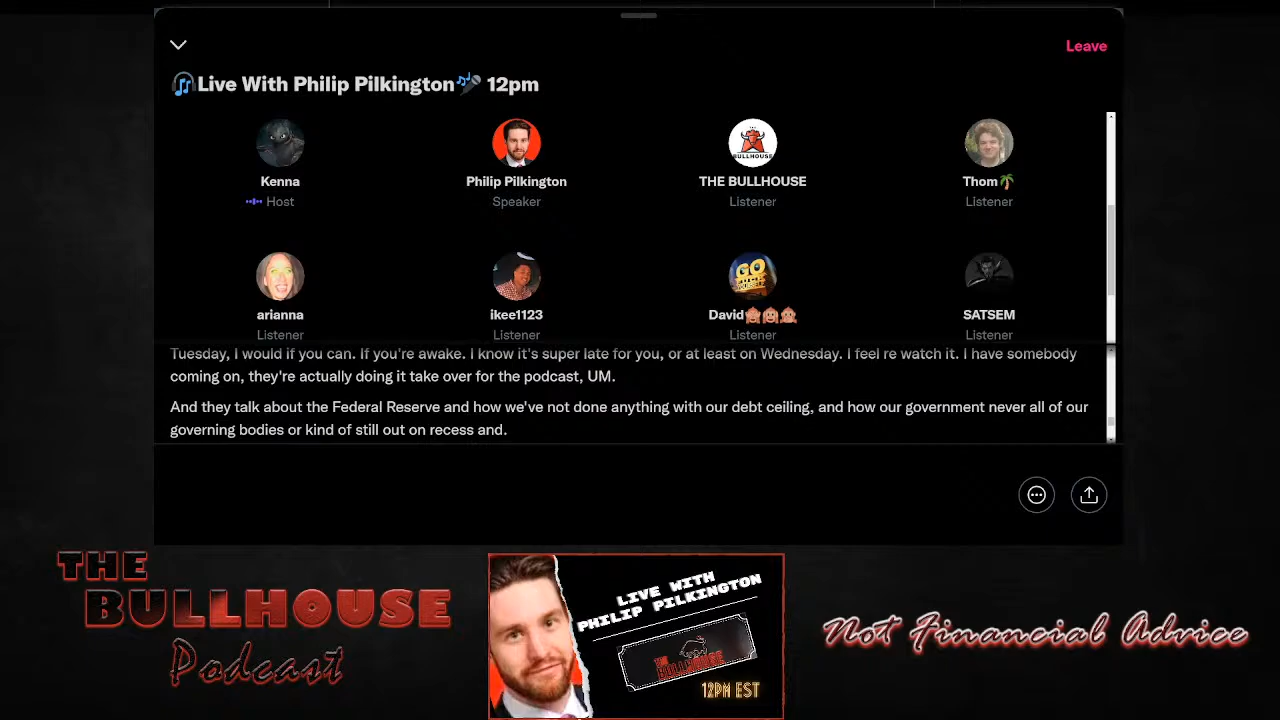 Leave
🎧Live With Philip Pilkington🎤 12pm
Kenna
Host
Philip Pilkington
Speaker
THE BULLHOUSE
Listener
Thom🌴
Listener
BULLHOUSE
arianna
Listener
ikee1123
Listener
David🙈🙉🙊
Listener
SATSEM
Listener
GO
YOURSELF
Tuesday, I would if you can. If you're awake. I know it's super late for you, or at least on Wednesday. I feel re watch it. I have somebody
coming on, they're actually doing it take over for the podcast, UM.
And they talk about the Federal Reserve and how we've not done anything with our debt ceiling, and how our government never all of our
governing bodies or kind of still out on recess and.
THE
BULLHOUSE
Podcast
LIVE WITH
PHILIP PILKINGTON
THE
BULLHOUSE
12PM EST
Not Financial Advice